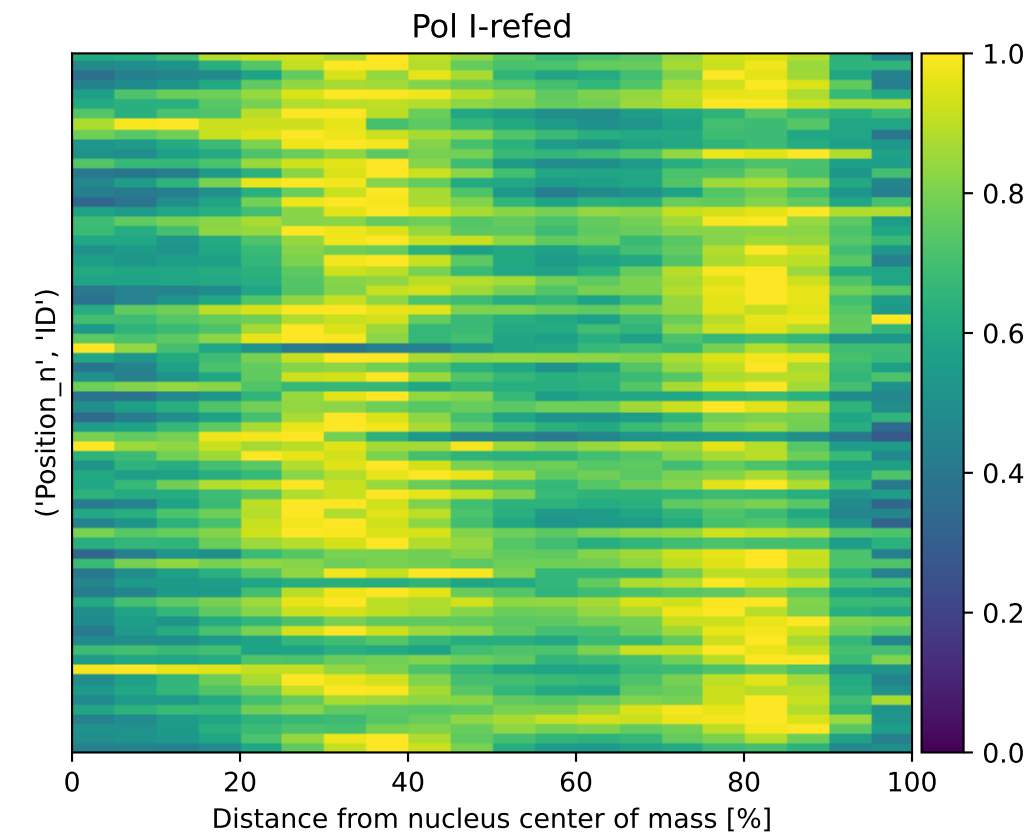 Pol I-refed
('Position_n', 'ID')
1.0
0.8
0.6
0.4
0.2
0.0
0 20 40 60 80 100
Distance from nucleus center of mass [%]